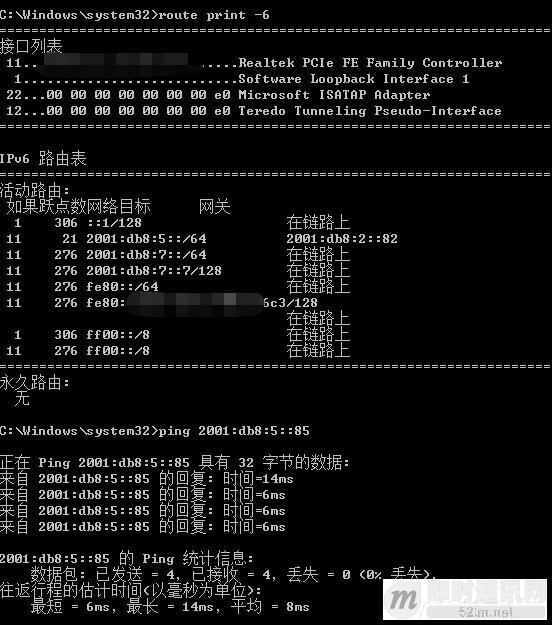 C:\Windows\system32>route print -6
接口列表
11... ......Realtek PCIe FE Family Controller
1...........................Software Loopback Interface 1
22...00 00 00 00 00 00 00 e0 Microsoft ISATAP Adapter
12...00 00 00 00 00 00 00 e0 Teredo Tunneling Pseudo-Interface
IPv6 路由表
活动路由:
如果跃点数网络目标 网关
1 306 ::1/128 在链路上
11 21 2001:db8:5::/64 2001:db8:2::82
11 276 2001:db8:7::/64 在链路上
11 276 2001:db8:7::7/128 在链路上
11 276 fe80::/64 在链路上
11 276 fe80: 6c3/128
在链路上
1 306 ff00::/8 在链路上
11 276 ff00::/8 在链路上
永久路由:
无
C:\Windows\system32>ping 2001:db8:5::85
正在 Ping 2001:db8:5::85 具有 32 字节的数据:
来自 2001:db8:5::85 的回复: 时间=14ms
来自 2001:db8:5::85 的回复: 时间=6ms
来自 2001:db8:5::85 的回复: 时间=6ms
来自 2001:db8:5::85 的回复: 时间=6ms
2001:db8:5::85 的 Ping 统计信息:
数据包: 已发送 = 4, 已接收 = 4, 丢失 = 0 (0% 丢失),
往返行程的估计时间(以毫秒为单位):
最短 = 6ms, 最长 = 14ms, 平均 = 8ms
即时通讯网
52im.net